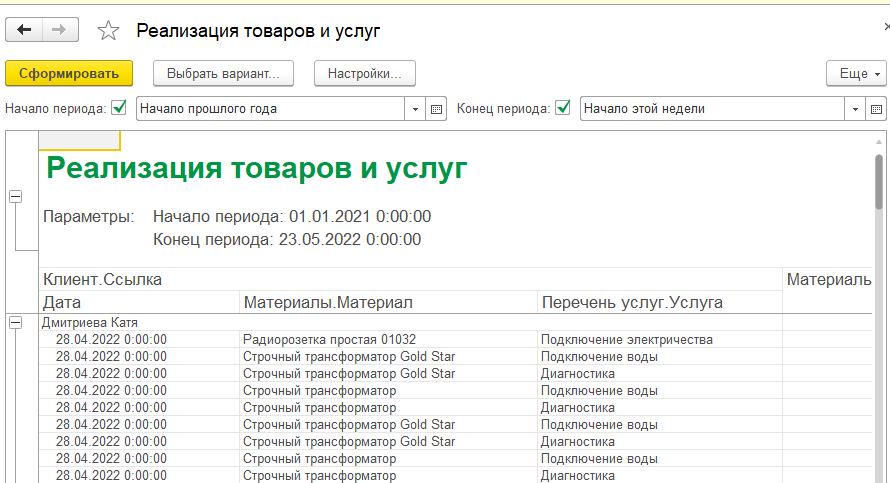 Реализация товаров и услуг
Сформировать Выбрать вариант... Настройки... Еще
Начало периода: Начало прошлого года Конец периода: Начало этой недели
Реализация товаров и услуг
Параметры: Начало периода: 01.01.2021 0:00:00
Конец периода: 23.05.2022 0:00:00
Клиент.Ссылка Материаль
Дата Материалы.Материал Перечень услуг.Услуга
Дмитриева Катя
28.04.2022 0:00:00 Радиорозетка простая 01032 Подключение электричества
28.04.2022 0:00:00 Строчный трансформатор Gold Star Подключение воды
28.04.2022 0:00:00 Строчный трансформатор Gold Star Диагностика
28.04.2022 0:00:00 Строчный трансформатор Подключение воды
28.04.2022 0:00:00 Строчный трансформатор Диагностика
28.04.2022 0:00:00 Строчный трансформатор Gold Star Подключение воды
28.04.2022 0:00:00 Строчный трансформатор Gold Star Диагностика
28.04.2022 0:00:00 Строчный трансформатор Подключение воды
28.04.2022 0:00:00 Строчный трансформатор Диагностика